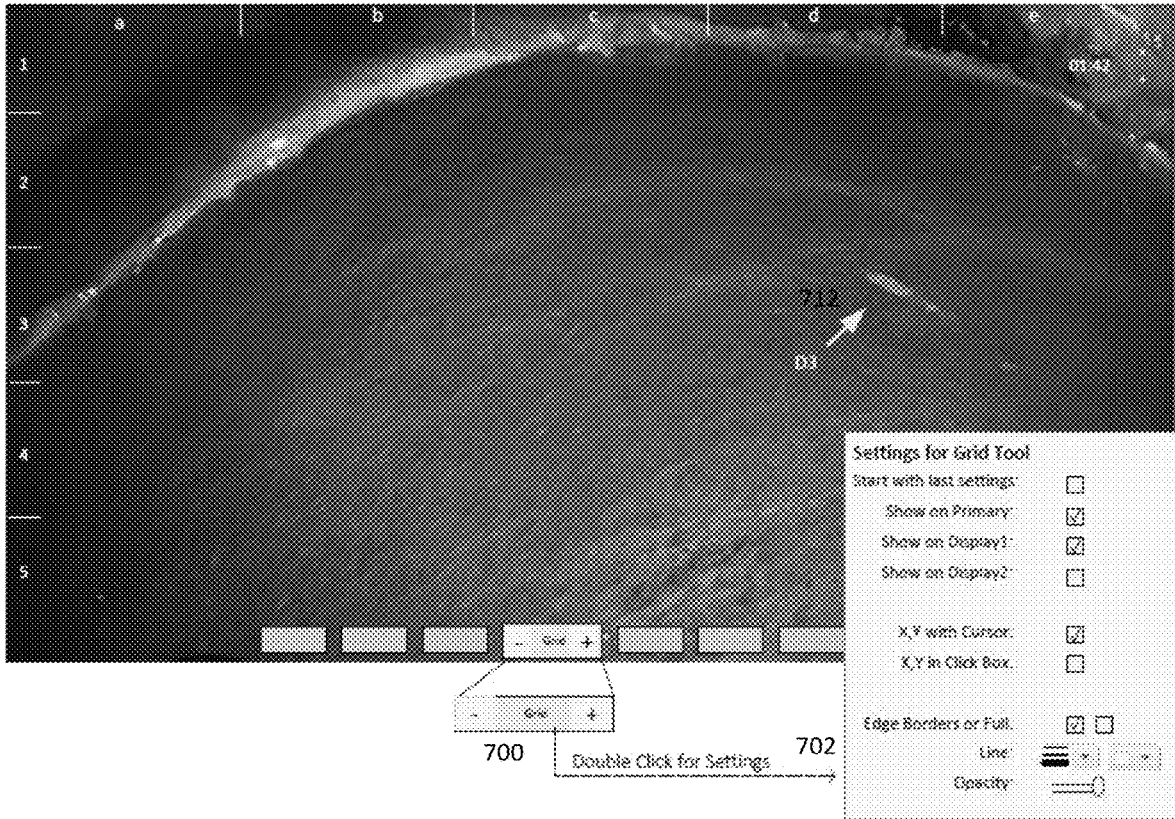 a b c d e
1
01:42
2
3
712
D3
4
5
Settings for Grid Tool
Start with last settings:
Show on Primary:
Show on Display1:
Show on Display2:
X,Y with Cursor:
X,Y in Click Box.
Edge Borders or Full.
Line:
Opacity:
- Grid +
- Grid +
700
702
Double Click for Settings